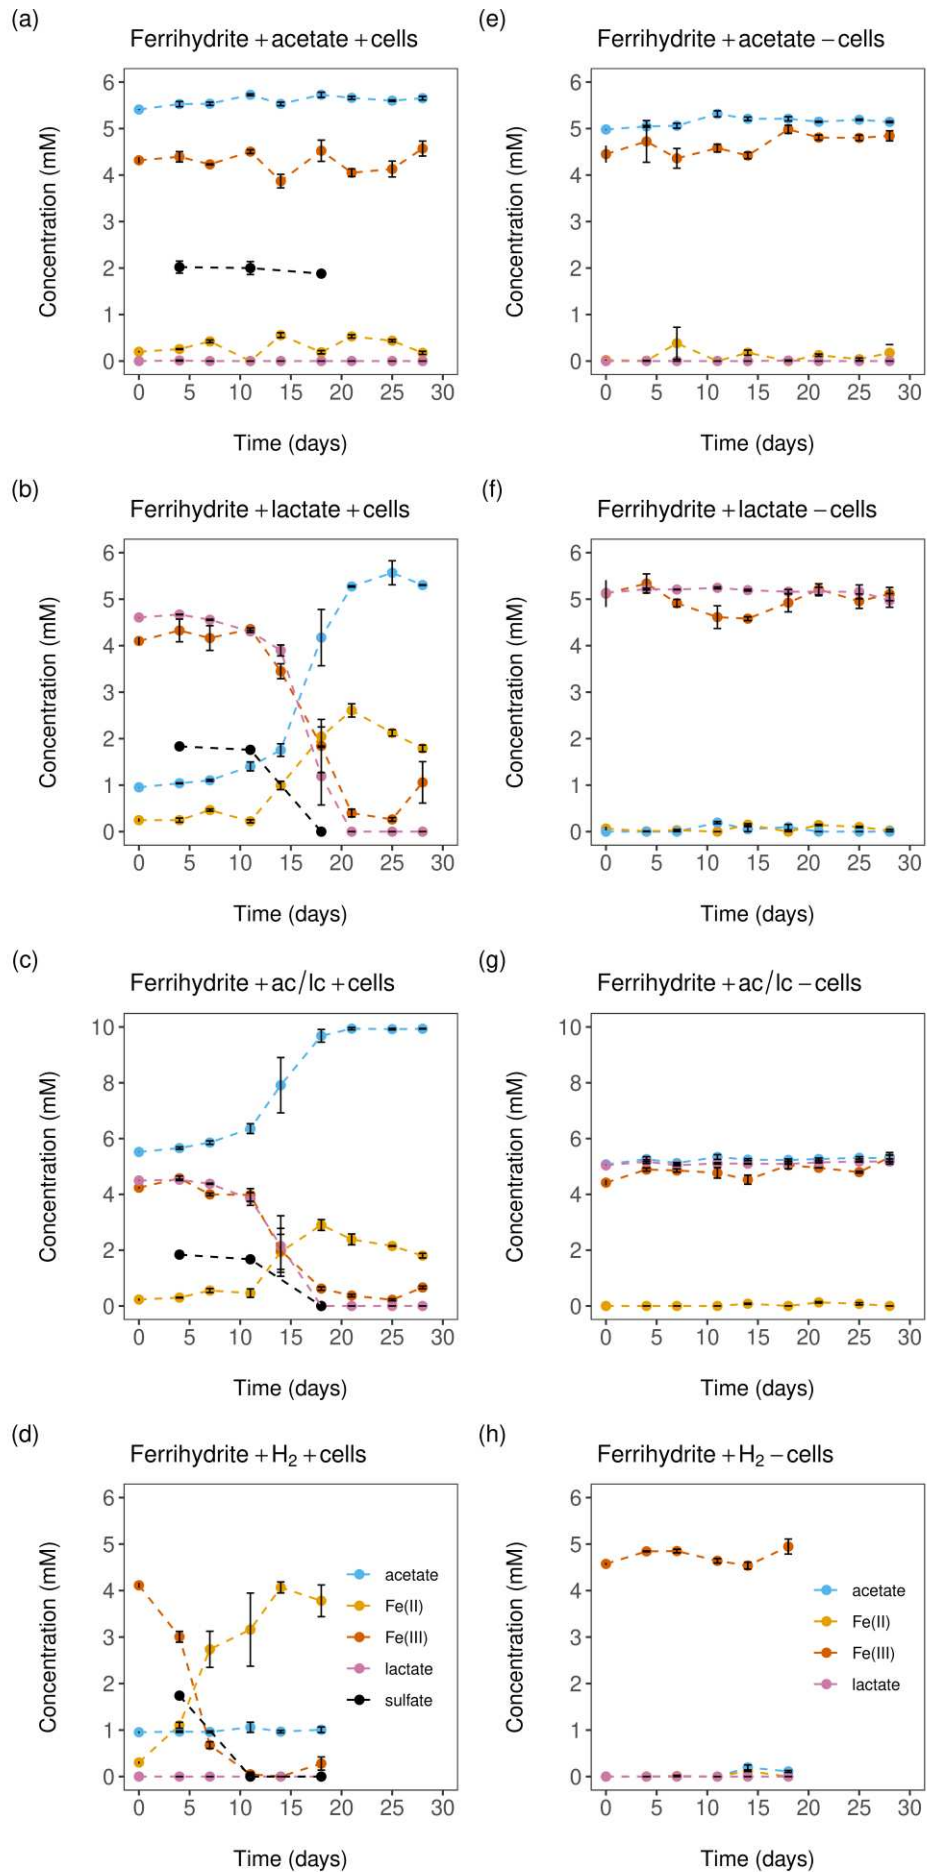 (a)
Ferrihydrite + acetate + cells
Concentration (mM)
6
5
4
3
2
1
0
0 5 10 15 20 25 30
Time (days)
(e)
Ferrihydrite + acetate − cells
Concentration (mM)
6
5
4
3
2
1
0
0 5 10 15 20 25 30
Time (days)
(b)
Ferrihydrite + lactate + cells
Concentration (mM)
6
5
4
3
2
1
0
0 5 10 15 20 25 30
Time (days)
(f)
Ferrihydrite + lactate − cells
Concentration (mM)
6
5
4
3
2
1
0
0 5 10 15 20 25 30
Time (days)
(c)
Ferrihydrite + ac/lc + cells
Concentration (mM)
10
8
6
4
2
0
0 5 10 15 20 25 30
Time (days)
(g)
Ferrihydrite + ac/lc − cells
Concentration (mM)
10
8
6
4
2
0
0 5 10 15 20 25 30
Time (days)
(d)
Ferrihydrite + H₂ + cells
Concentration (mM)
6
5
4
3
2
1
0
acetate
Fe(II)
Fe(III)
lactate
sulfate
0 5 10 15 20 25 30
Time (days)
(h)
Ferrihydrite + H₂ − cells
Concentration (mM)
6
5
4
3
2
1
0
acetate
Fe(II)
Fe(III)
lactate
0 5 10 15 20 25 30
Time (days)